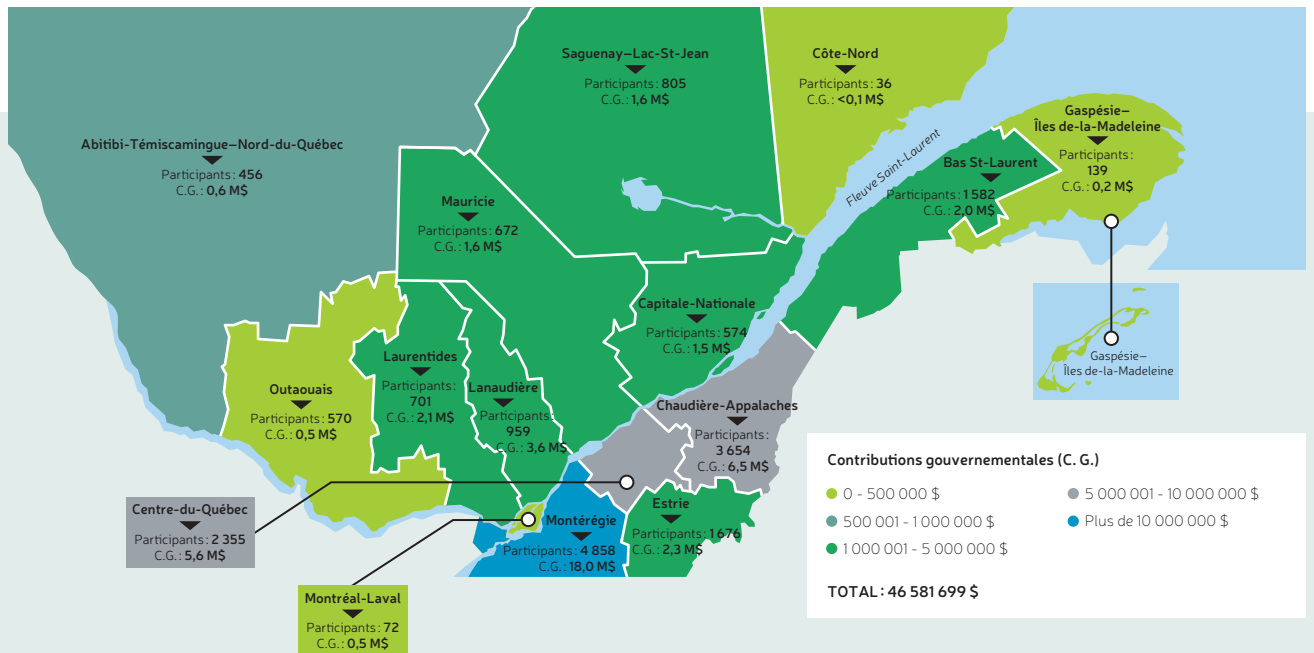 Saguenay–Lac-St-Jean
Participants : 805
C.G. : 1,6 M$
Côte-Nord
Participants : 36
C.G. : <0,1 M$
Gaspésie–
Îles de-la-Madeleine
Participants :
139
C.G. : 0,2 M$
Abitibi-Témiscamingue–Nord-du-Québec
Participants : 456
C.G. : 0,6 M$
Fleuve Saint-Laurent
Bas St-Laurent
Participants : 1 582
C.G. : 2,0 M$
Mauricie
Participants : 672
C.G. : 1,6 M$
Capitale-Nationale
Participants : 574
C.G. : 1,5 M$
Gaspésie–
Îles de-la-Madeleine
Laurentides
Participants :
701
C.G. : 2,1 M$
Lanaudière
Participants :
959
C.G. : 3,6 M$
Outaouais
Participants : 570
C.G. : 0,5 M$
Chaudière-Appalaches
Participants :
3 654
C.G. : 6,5 M$
Centre-du-Québec
Participants : 2 355
C.G. : 5,6 M$
Montérégie
Participants : 4 858
C.G. : 18,0 M$
Estrie
Participants : 1 676
C.G. : 2,3 M$
Montréal-Laval
Participants : 72
C.G. : 0,5 M$
Contributions gouvernementales (C. G.)
0 - 500 000 $
500 001 - 1 000 000 $
1 000 001 - 5 000 000 $
5 000 001 - 10 000 000 $
Plus de 10 000 000 $
TOTAL : 46 581 699 $